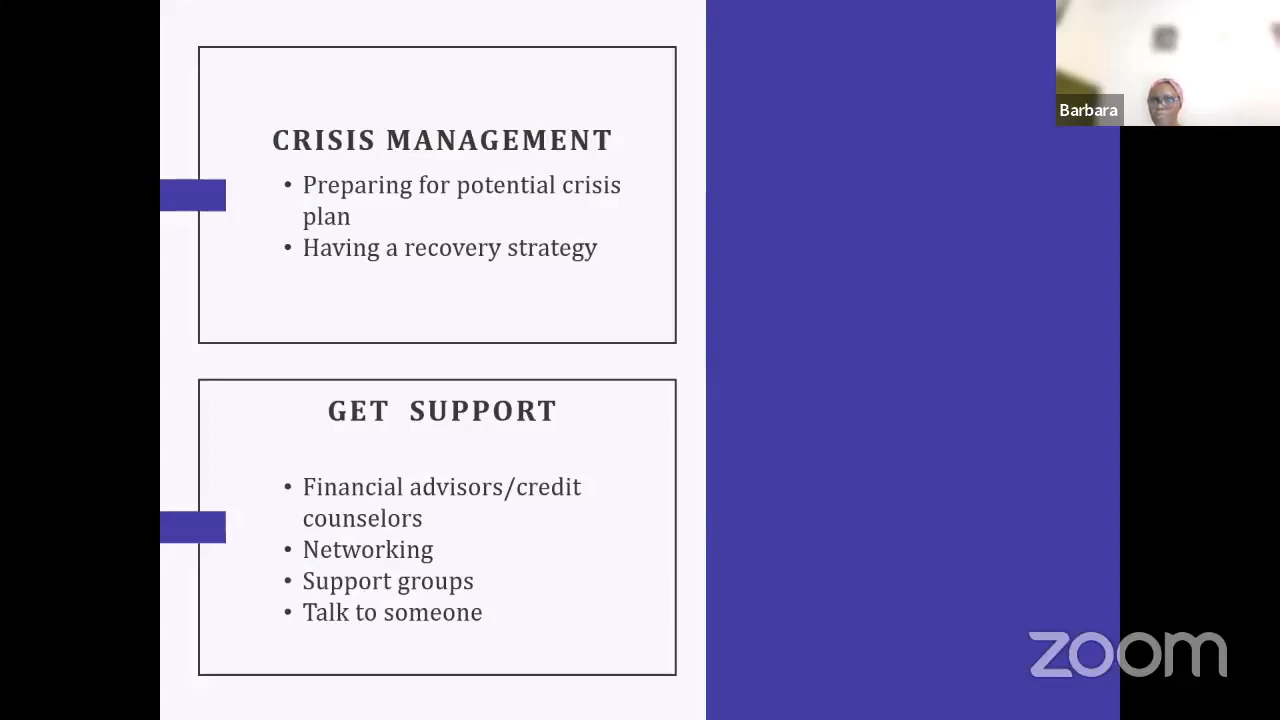 CRISIS MANAGEMENT
• Preparing for potential crisis
plan
• Having a recovery strategy
GET SUPPORT
• Financial advisors/credit
counselors
• Networking
• Support groups
• Talk to someone
Barbara
zoom